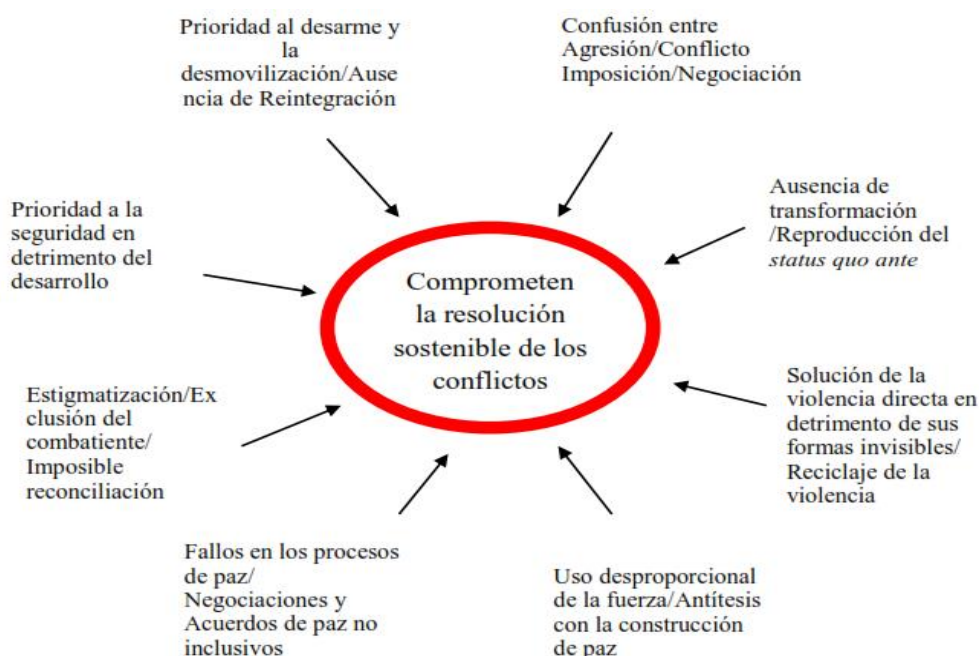 Prioridad al desarme y
la
desmovilización/Ause
ncia de Reintegración
Confusión entre
Agresión/Conflicto
Imposición/Negociación
Prioridad a la
seguridad en
detrimento del
desarrollo
Ausencia de
transformación
/Reproducción del
status quo ante
Comprometen
la resolución
sostenible de los
conflictos
Estigmatización/Ex
clusión del
combatiente/
Imposible
reconciliación
Solución de la
violencia directa en
detrimento de sus
formas invisibles/
Reciclaje de la
violencia
Fallos en los procesos
de paz/
Negociaciones y
Acuerdos de paz no
inclusivos
Uso desproporcional
de la fuerza/Antítesis
con la construcción
de paz